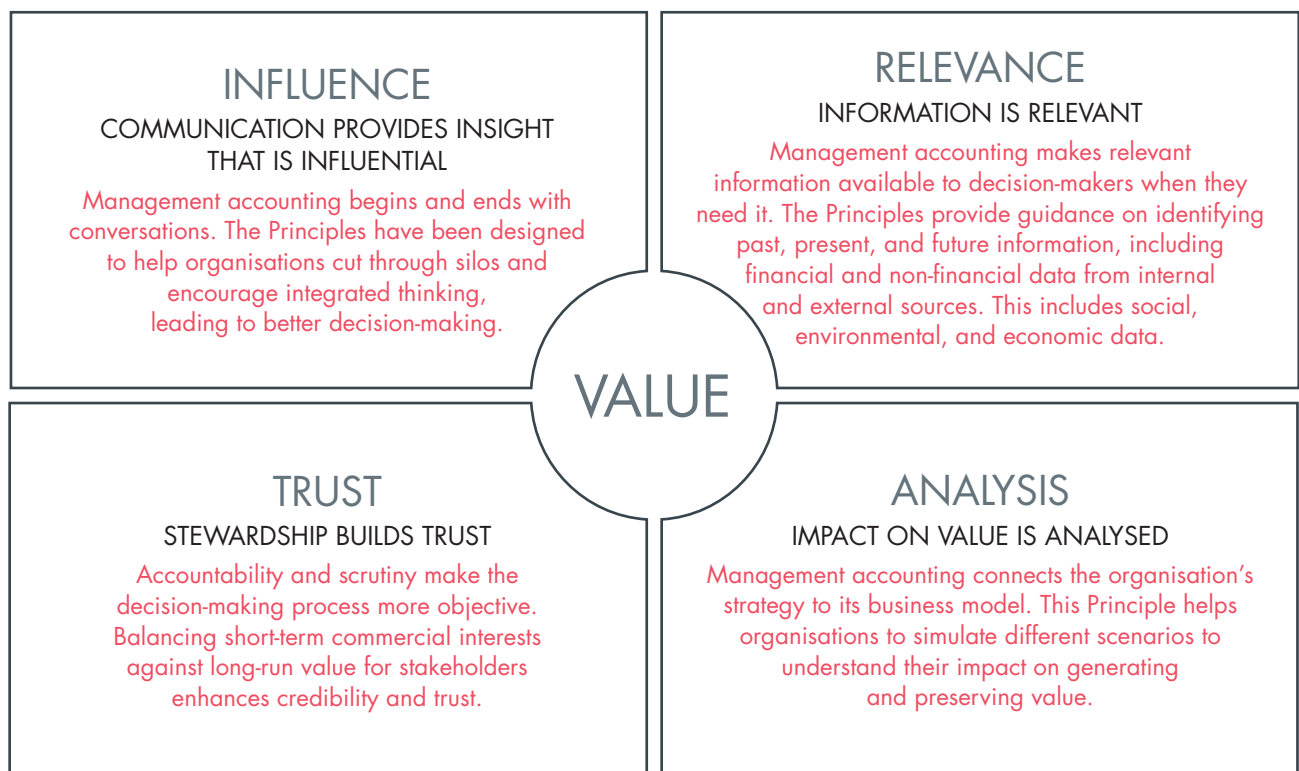 INFLUENCE
COMMUNICATION PROVIDES INSIGHT
THAT IS INFLUENTIAL
Management accounting begins and ends with
conversations. The Principles have been designed
to help organisations cut through silos and
encourage integrated thinking,
leading to better decision-making.
RELEVANCE
INFORMATION IS RELEVANT
Management accounting makes relevant
information available to decision-makers when they
need it. The Principles provide guidance on identifying
past, present, and future information, including
financial and non-financial data from internal
and external sources. This includes social,
environmental, and economic data.
VALUE
TRUST
STEWARDSHIP BUILDS TRUST
Accountability and scrutiny make the
decision-making process more objective.
Balancing short-term commercial interests
against long-run value for stakeholders
enhances credibility and trust.
ANALYSIS
IMPACT ON VALUE IS ANALYSED
Management accounting connects the organisation's
strategy to its business model. This Principle helps
organisations to simulate different scenarios to
understand their impact on generating
and preserving value.